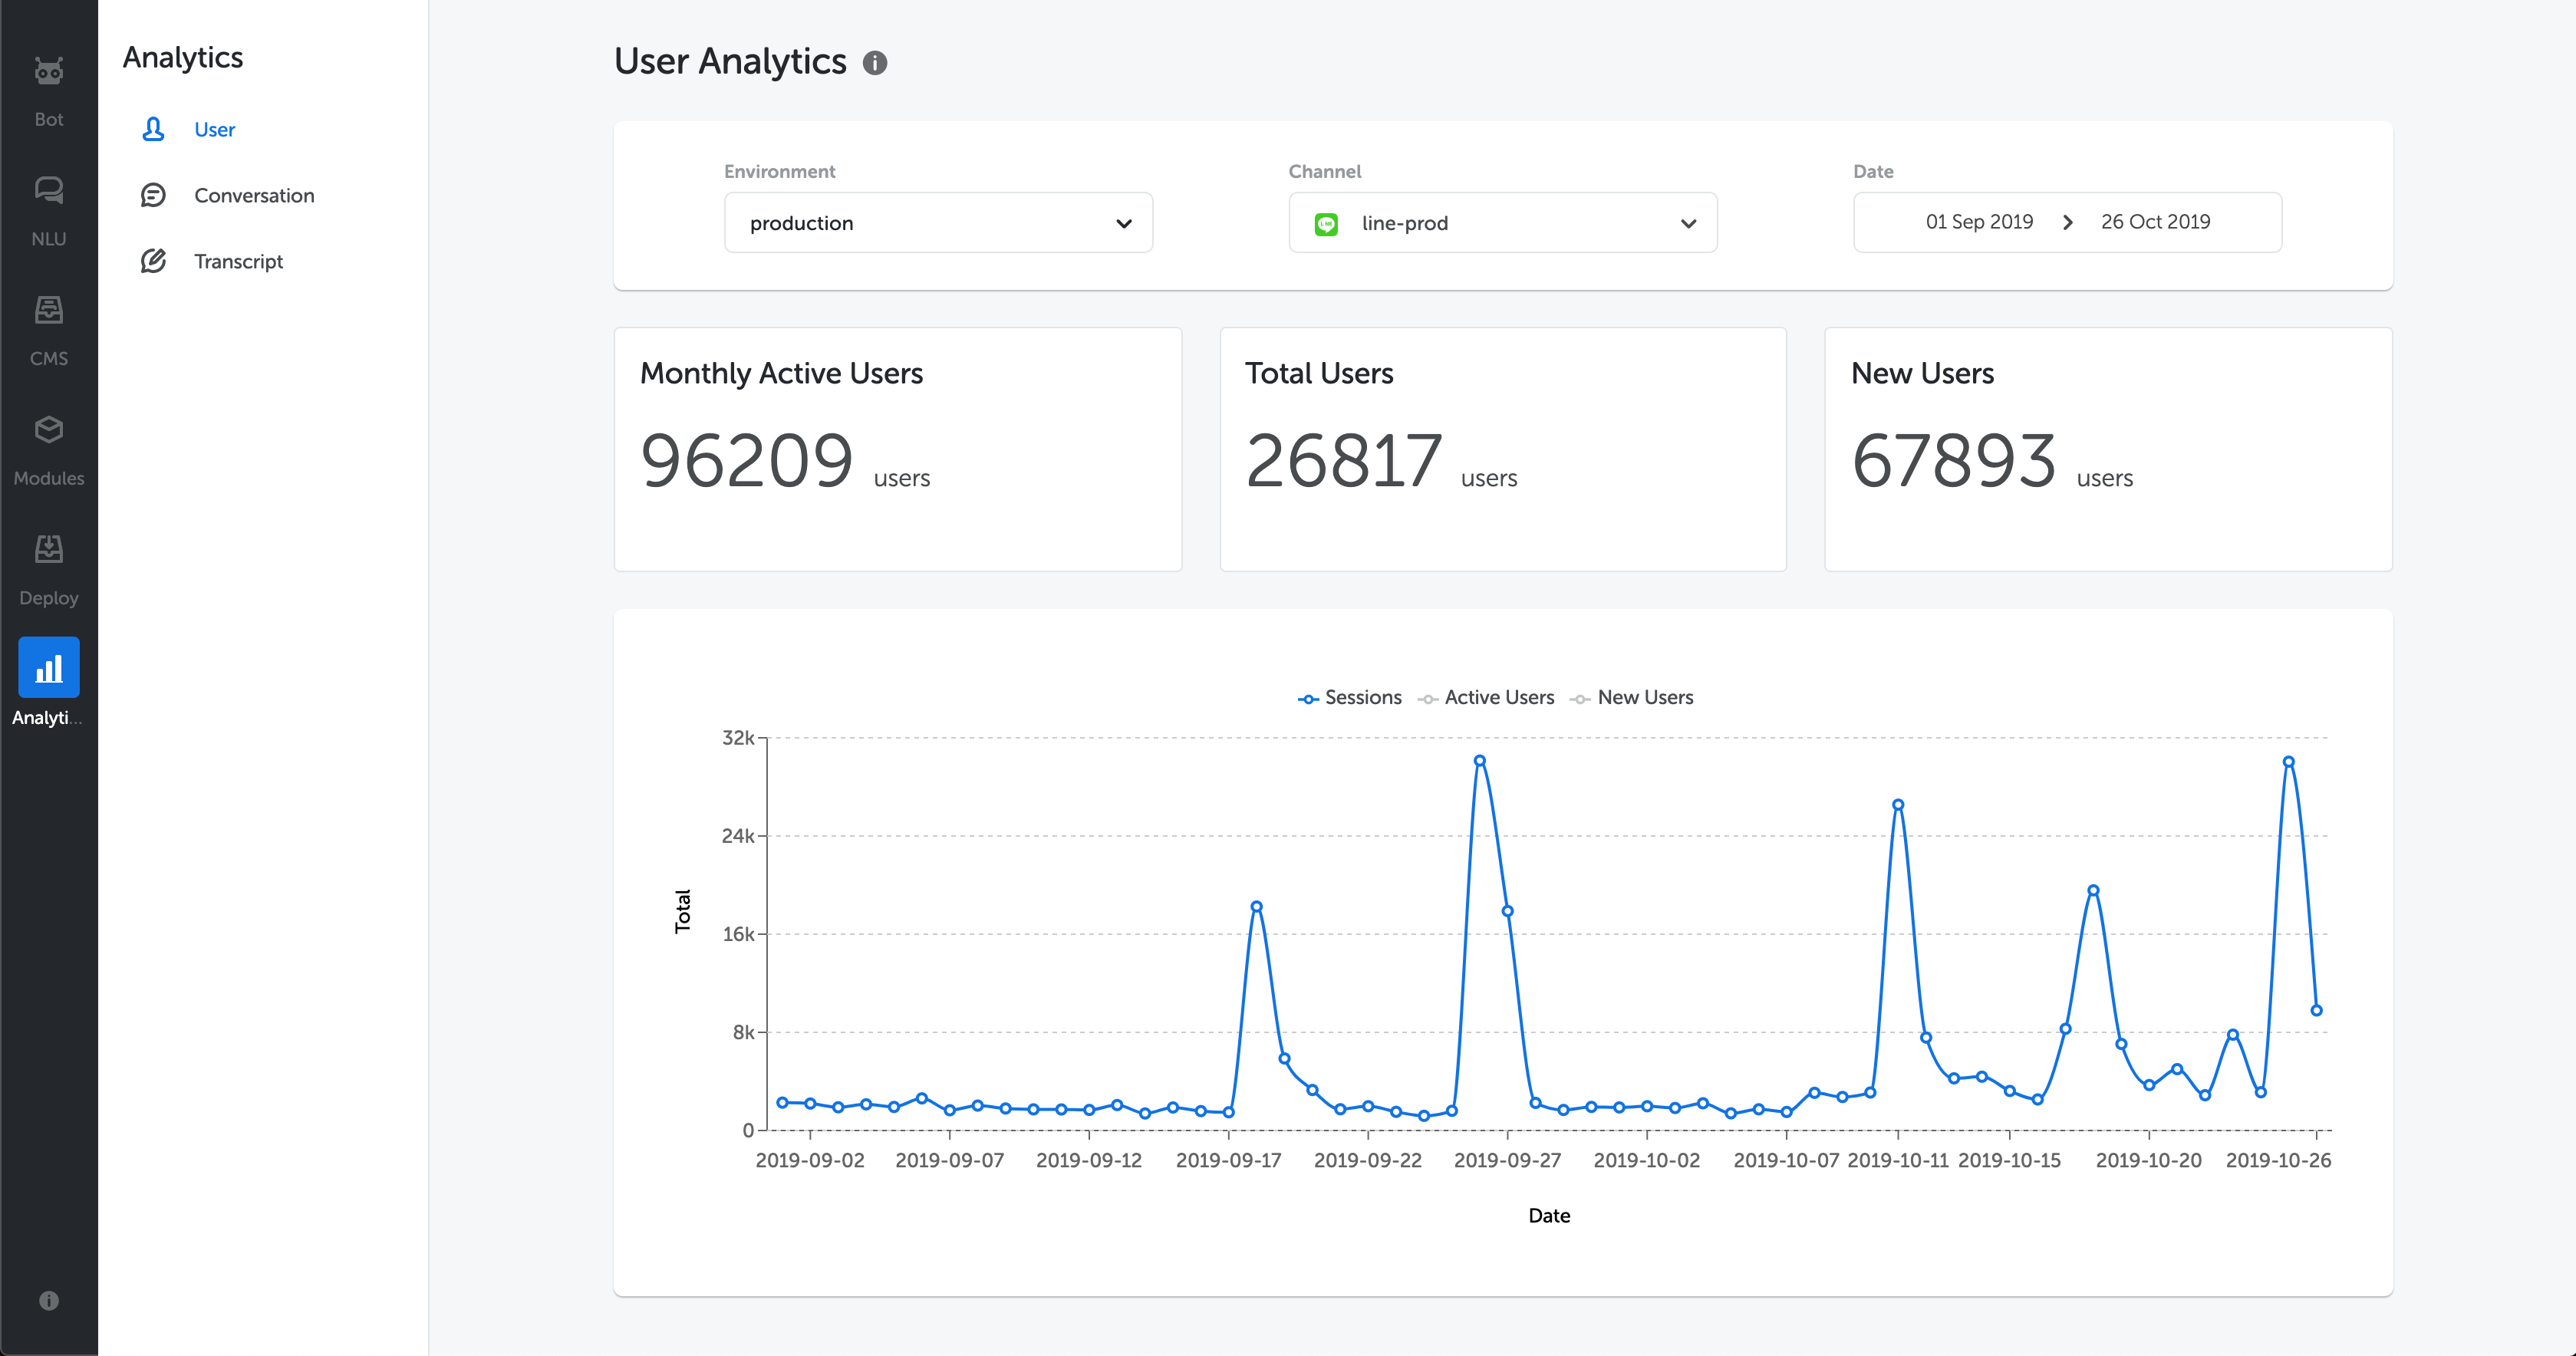 Bot
NLU
CMS
Modules
Deploy
Analyti...
Analytics
User
Conversation
Transcript
User Analytics
Environment
production
Channel
LINE
line-prod
Date
01 Sep 2019
26 Oct 2019
Monthly Active Users
96209 users
Total Users
26817 users
New Users
67893 users
Sessions Active Users New Users
32k
24k
16k
8k
0
Total
2019-09-02 2019-09-07 2019-09-12 2019-09-17 2019-09-22 2019-09-27 2019-10-02 2019-10-07 2019-10-11 2019-10-15 2019-10-20 2019-10-26
Date